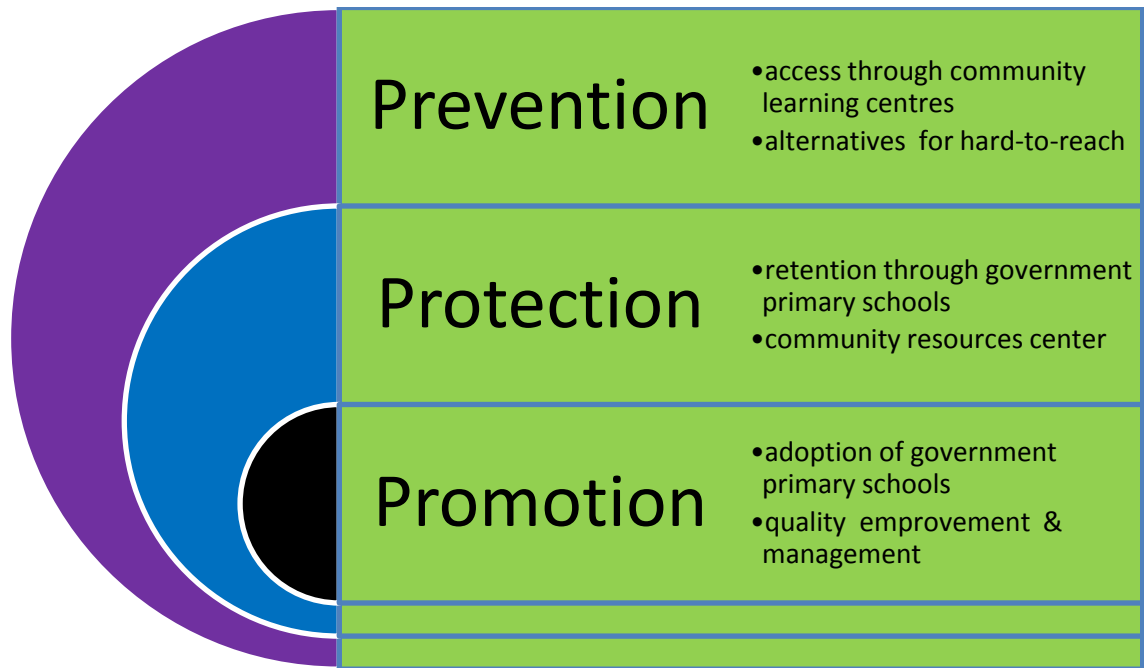 Prevention
•access through community
learning centres
•alternatives for hard-to-reach
Protection
•retention through government
primary schools
•community resources center
Promotion
•adoption of government
primary schools
•quality emprovement &
management